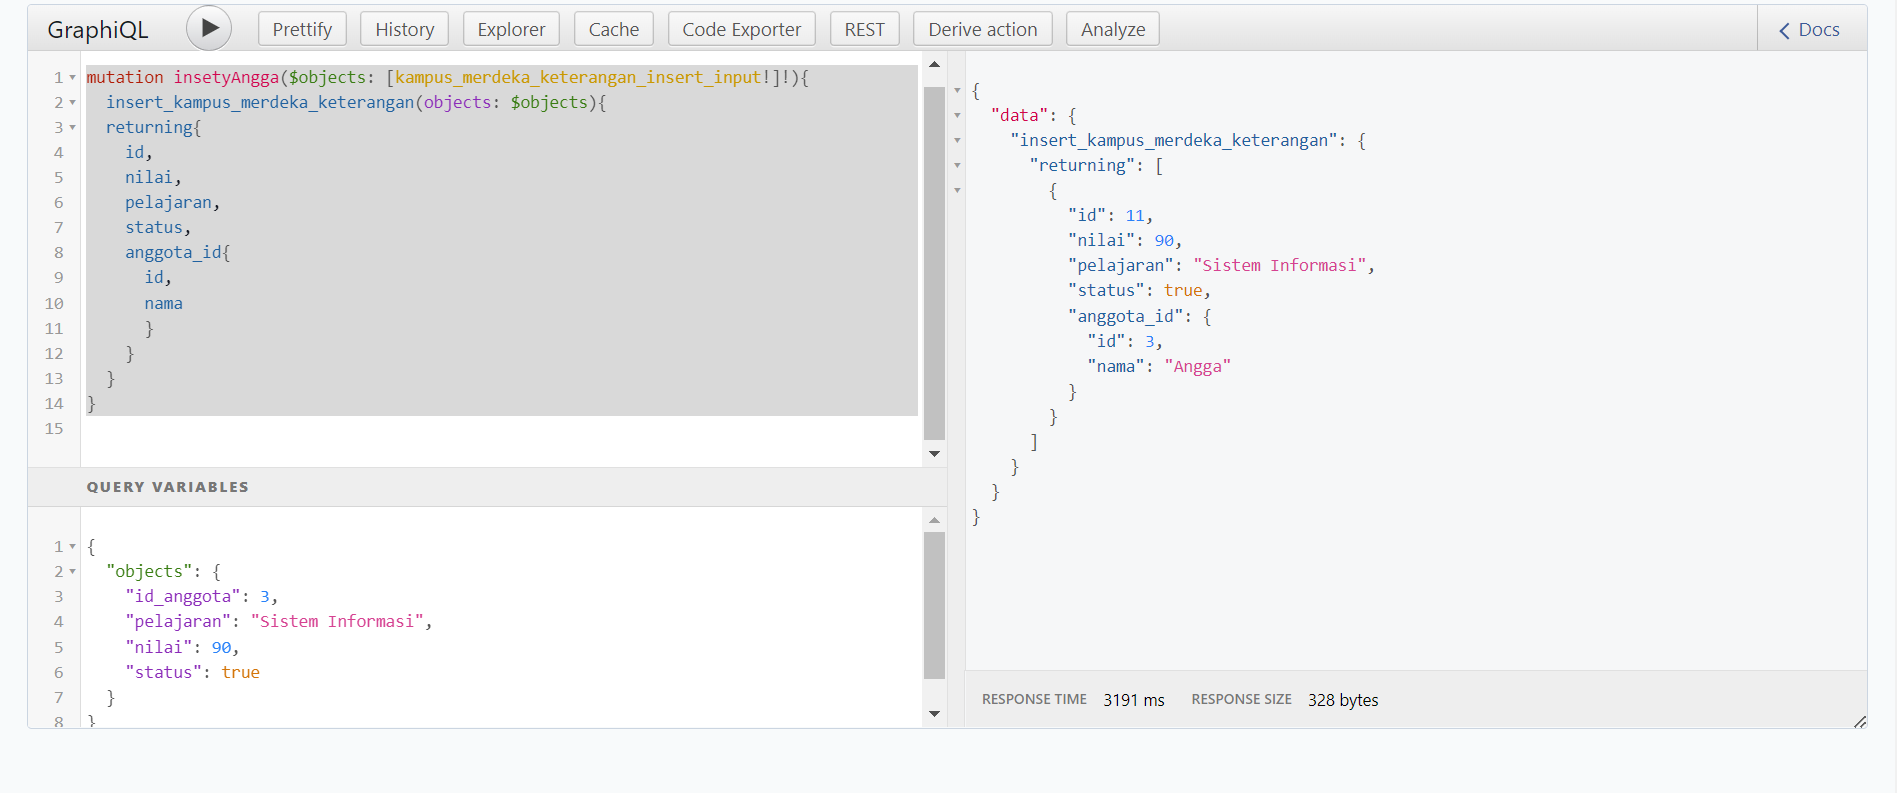 GraphiQL Prettify History Explorer Cache Code Exporter REST Derive action Analyze Docs
1 mutation insetyAngga($objects: [kampus_merdeka_keterangan_insert_input!]!){
2 insert_kampus_merdeka_keterangan(objects: $objects){
3 returning{
4 id,
5 nilai,
6 pelajaran,
7 status,
8 anggota_id{
9 id,
10 nama
11 }
12 }
13 }
14 }
15
QUERY VARIABLES
1 {
2 "objects": {
3 "id_anggota": 3,
4 "pelajaran": "Sistem Informasi",
5 "nilai": 90,
6 "status": true
7 }
8 }
{
"data": {
"insert_kampus_merdeka_keterangan": {
"returning": [
{
"id": 11,
"nilai": 90,
"pelajaran": "Sistem Informasi",
"status": true,
"anggota_id": {
"id": 3,
"nama": "Angga"
}
}
]
}
}
}
RESPONSE TIME 3191 ms RESPONSE SIZE 328 bytes